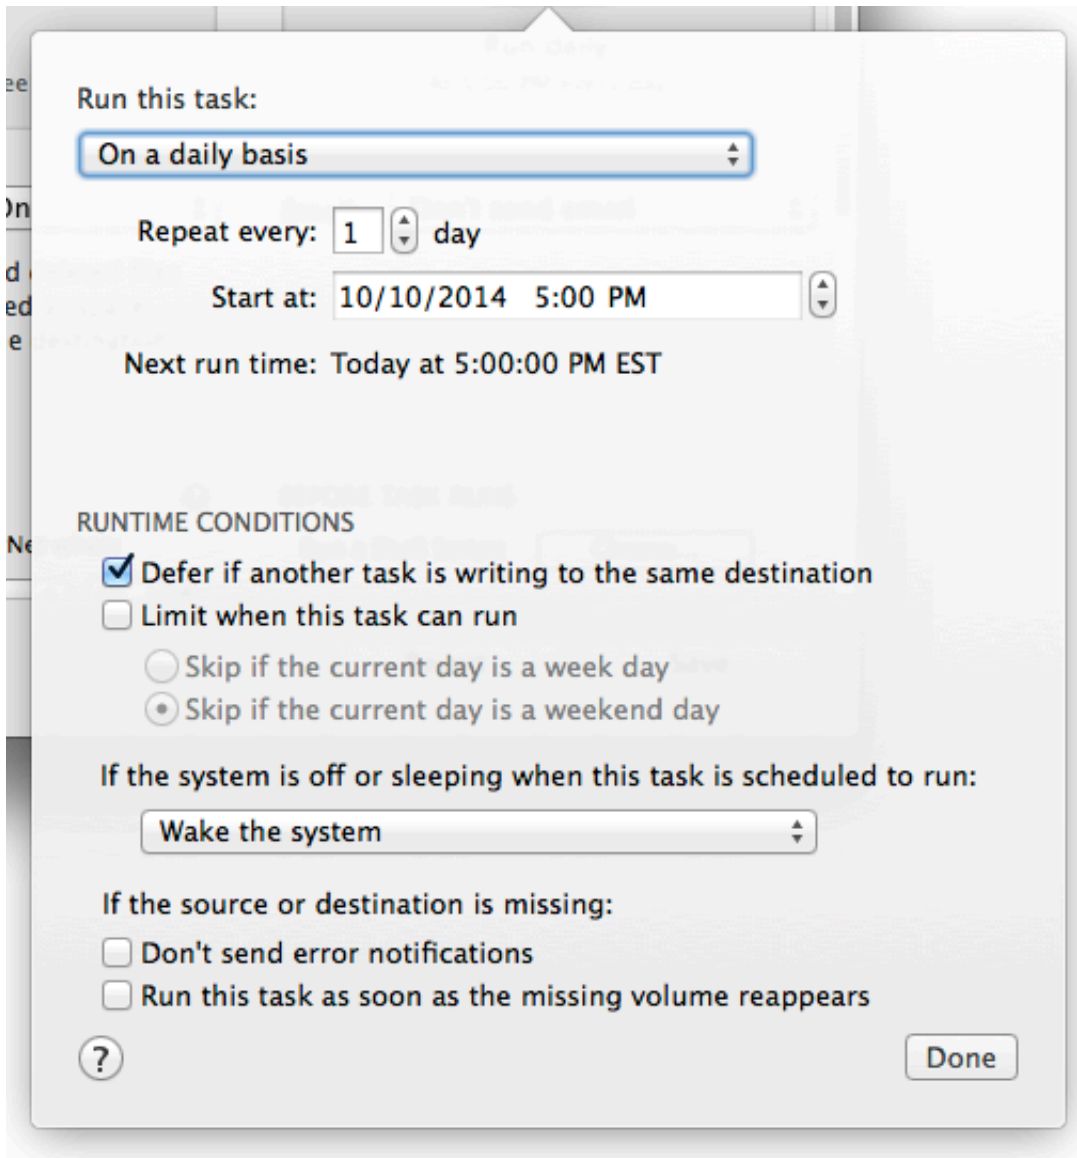 Run this task:
On a daily basis
Repeat every: 1 day
Start at: 10/10/2014 5:00 PM
Next run time: Today at 5:00:00 PM EST
RUNTIME CONDITIONS
Defer if another task is writing to the same destination
Limit when this task can run
Skip if the current day is a week day
Skip if the current day is a weekend day
If the system is off or sleeping when this task is scheduled to run:
Wake the system
If the source or destination is missing:
Don't send error notifications
Run this task as soon as the missing volume reappears
?
Done